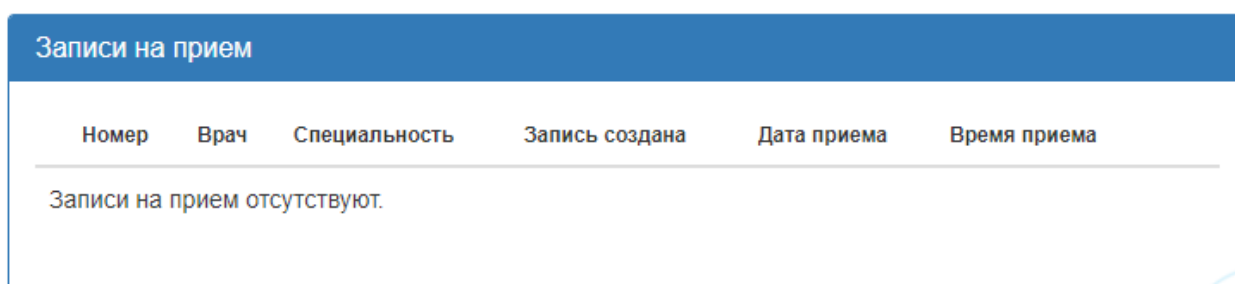 Записи на прием
Номер Врач Специальность Запись создана Дата приема Время приема
Записи на прием отсутствуют.